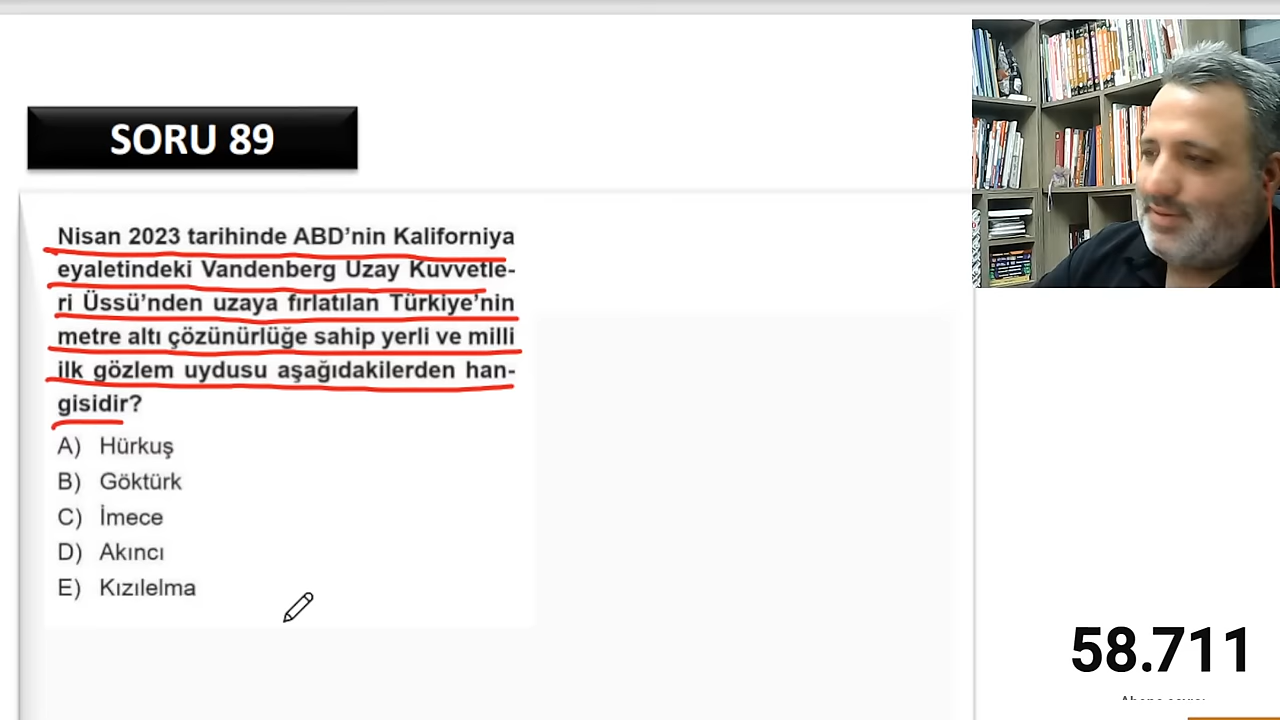 SORU 89
Nisan 2023 tarihinde ABD'nin Kaliforniya
eyaletindeki Vandenberg Uzay Kuvvetle-
ri Üssü'nden uzaya fırlatılan Türkiye'nin
metre altı çözünürlüğe sahip yerli ve milli
ilk gözlem uydusu aşağıdakilerden han-
gisidir?
A) Hürkuş
B) Göktürk
C) İmece
D) Akıncı
E) Kızılelma
58.711